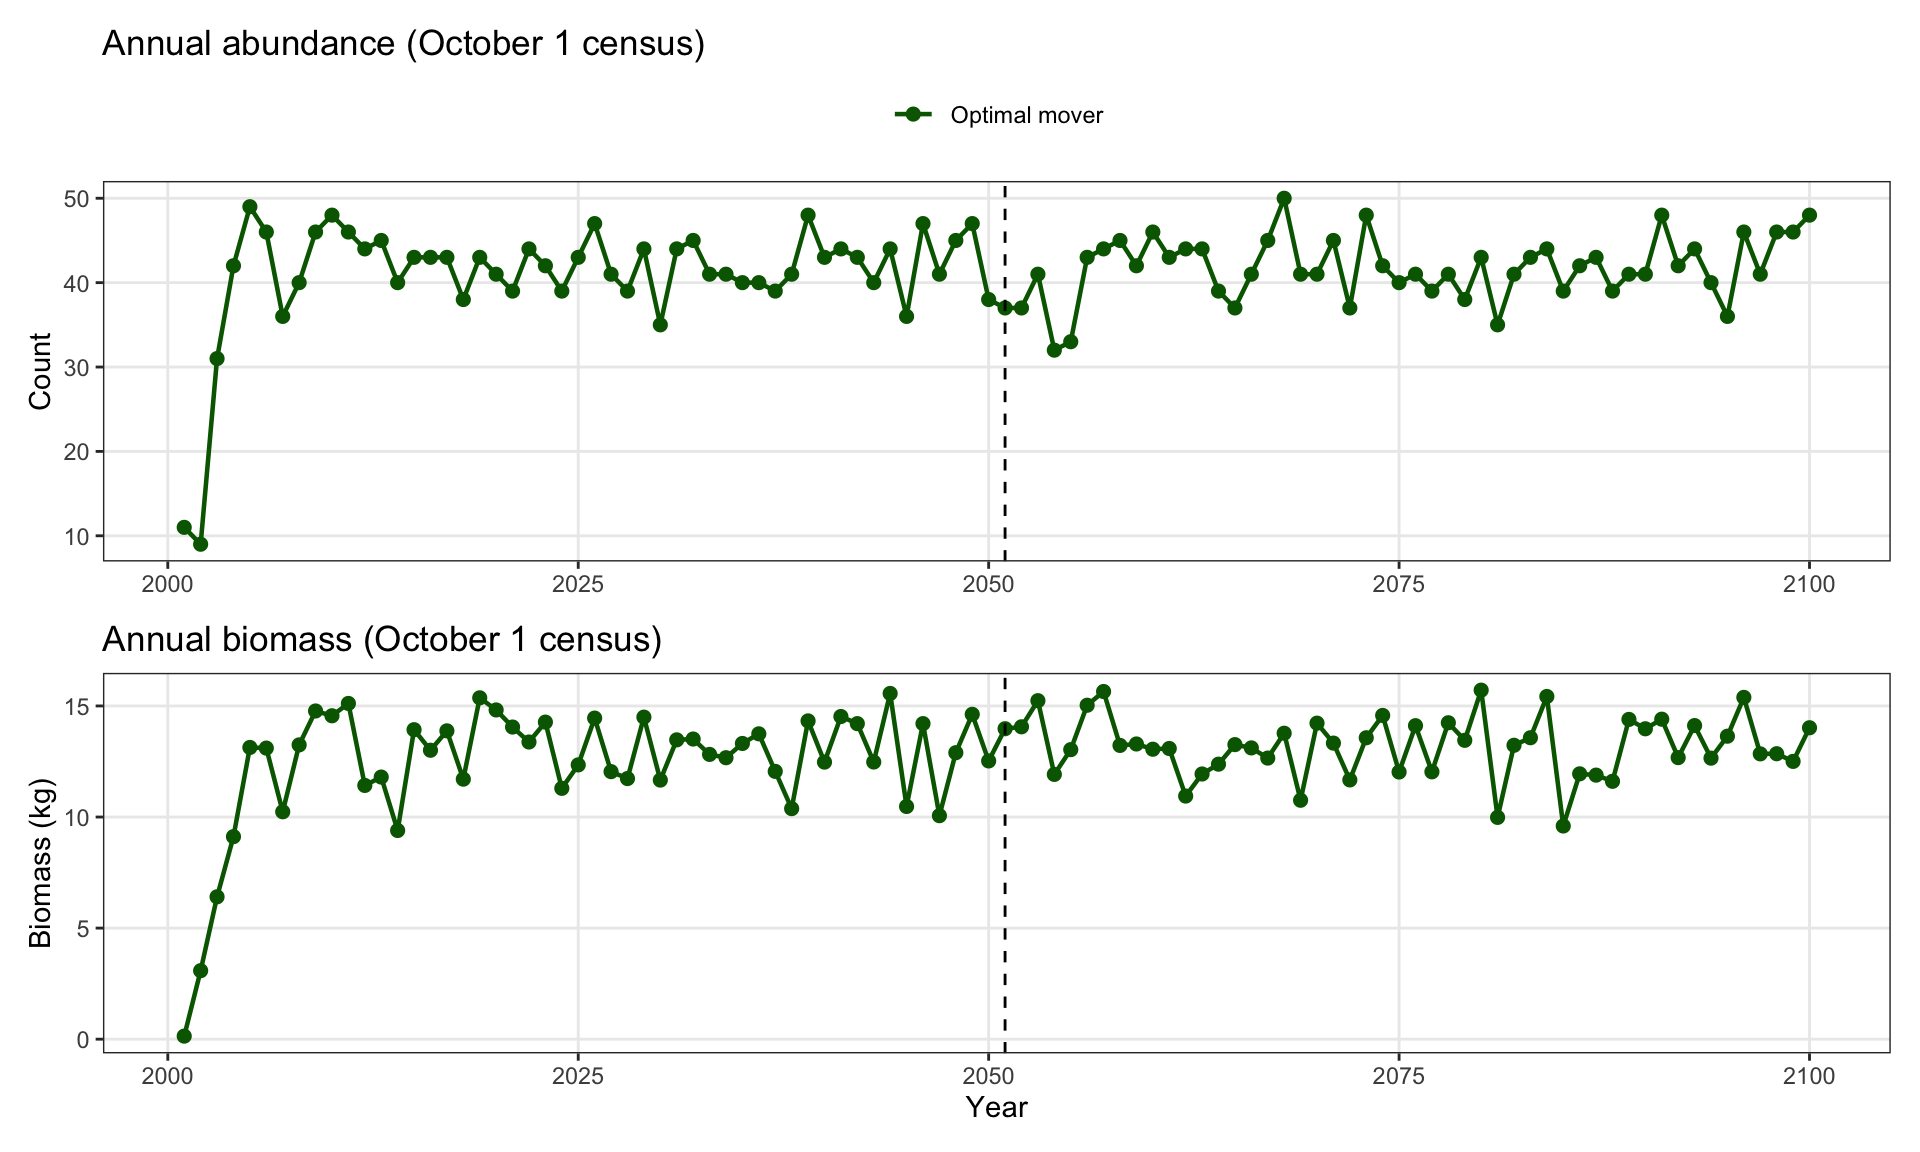 Annual abundance (October 1 census)
Optimal mover
Count
50
40
30
20
10
2000 2025 2050 2075 2100
Annual biomass (October 1 census)
Biomass (kg)
15
10
5
0
2000 2025 2050 2075 2100
Year